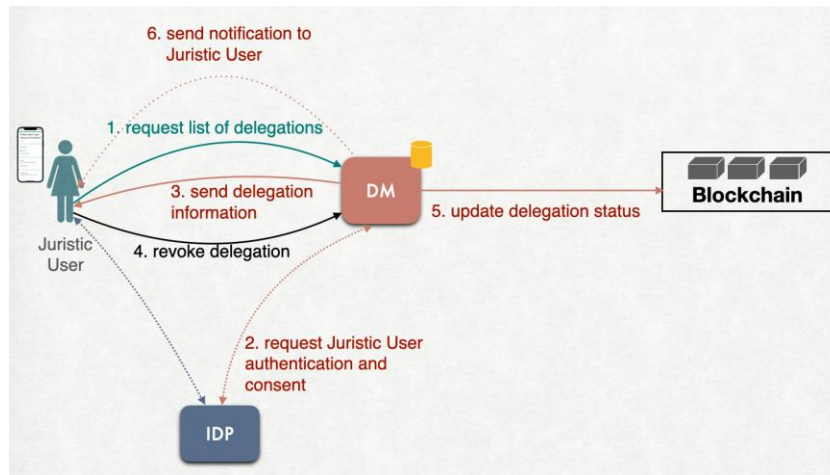 6. send notification to
Juristic User
1. request list of delegations
3. send delegation
information
DM
Blockchain
5. update delegation status
Juristic
User
4. revoke delegation
2. request Juristic User
authentication and
consent
IDP